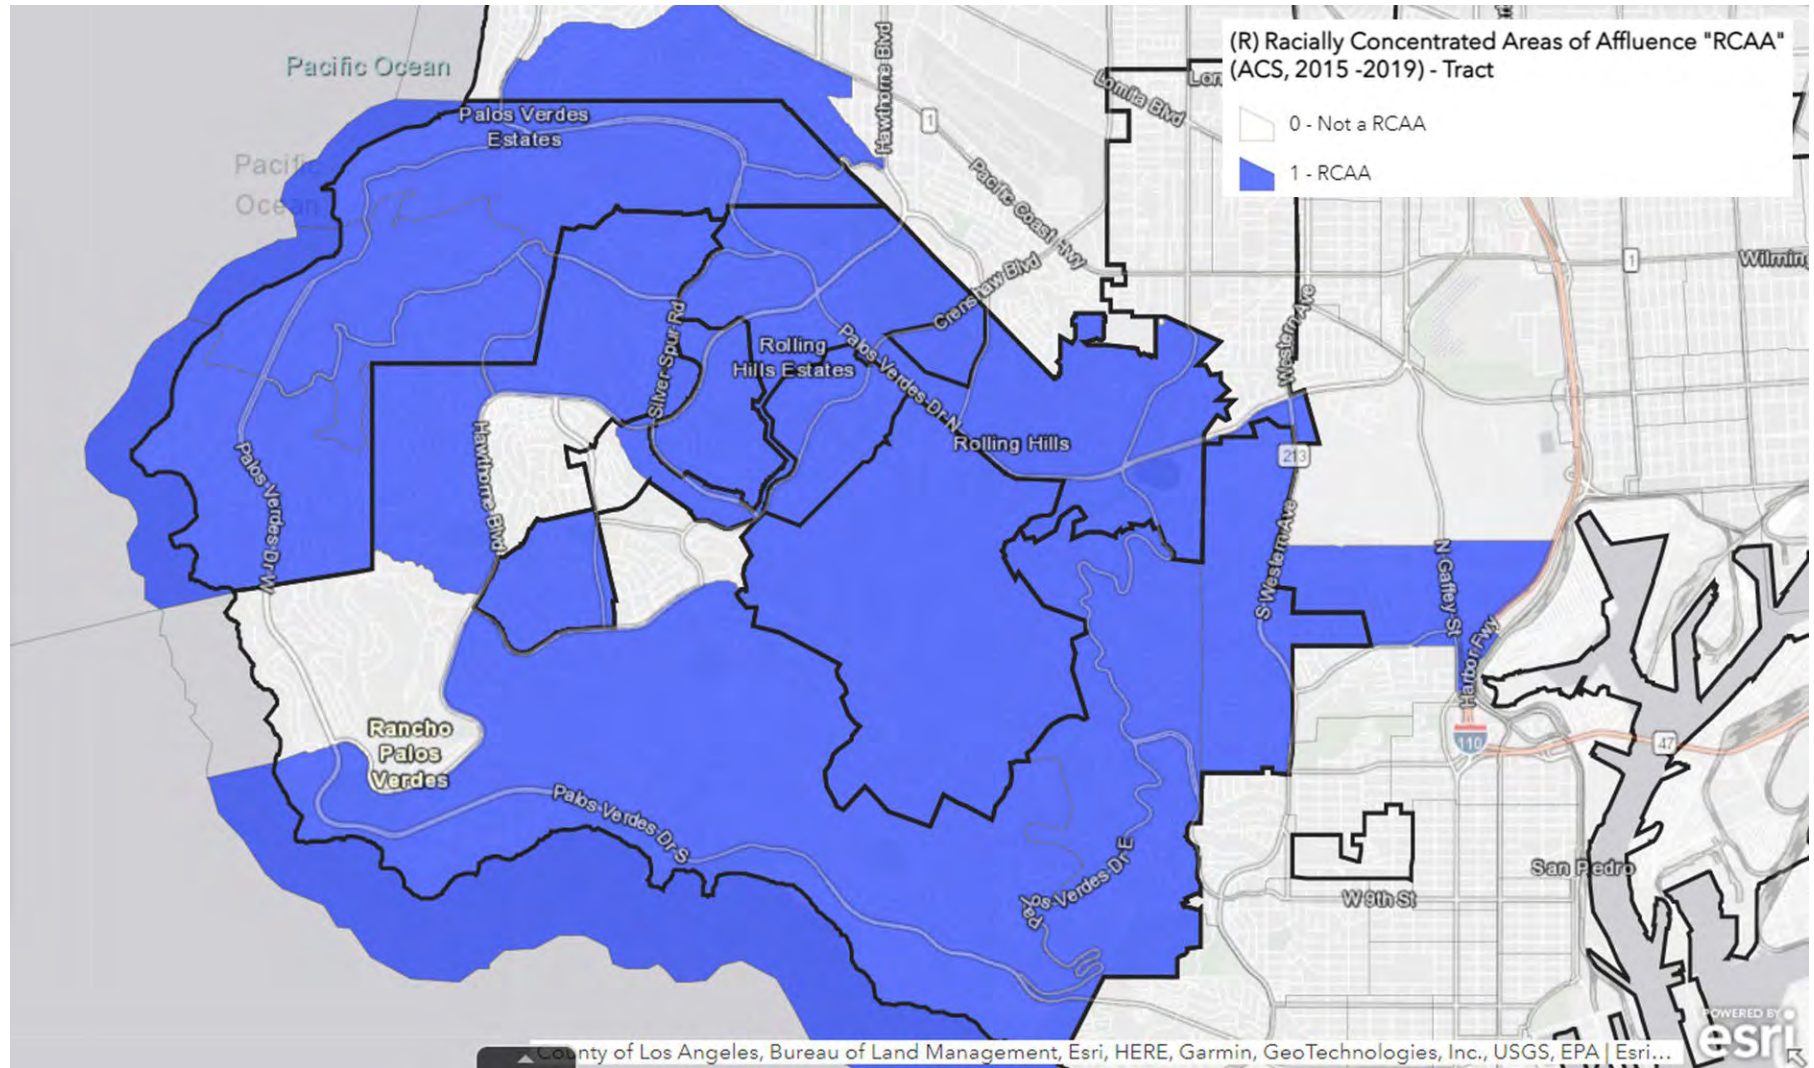 (R) Racially Concentrated Areas of Affluence "RCAA"
(ACS, 2015 -2019) - Tract
0 - Not a RCAA
1 - RCAA
Pacific Ocean
Pacific
Ocean
Palos Verdes
Estates
Hawthorne Blvd
1
Lomita Blvd
Lon
Pacific Coast Hwy
1
Wilming
Crenshaw Blvd
Western Ave
Silver Spur Rd
Rolling
Hills Estates
Palos Verdes Dr N
Rolling Hills
213
Hawthorne Blvd
Palos Verdes Dr W
S Western Ave
N Gaffey St
Harbor Fwy
Rancho
Palos
Verdes
110
47
Palos Verdes Dr S
Palos Verdes Dr E
San Pedro
W 9th St
POWERED BY
esri
County of Los Angeles, Bureau of Land Management, Esri, HERE, Garmin, GeoTechnologies, Inc., USGS, EPA | Esri...